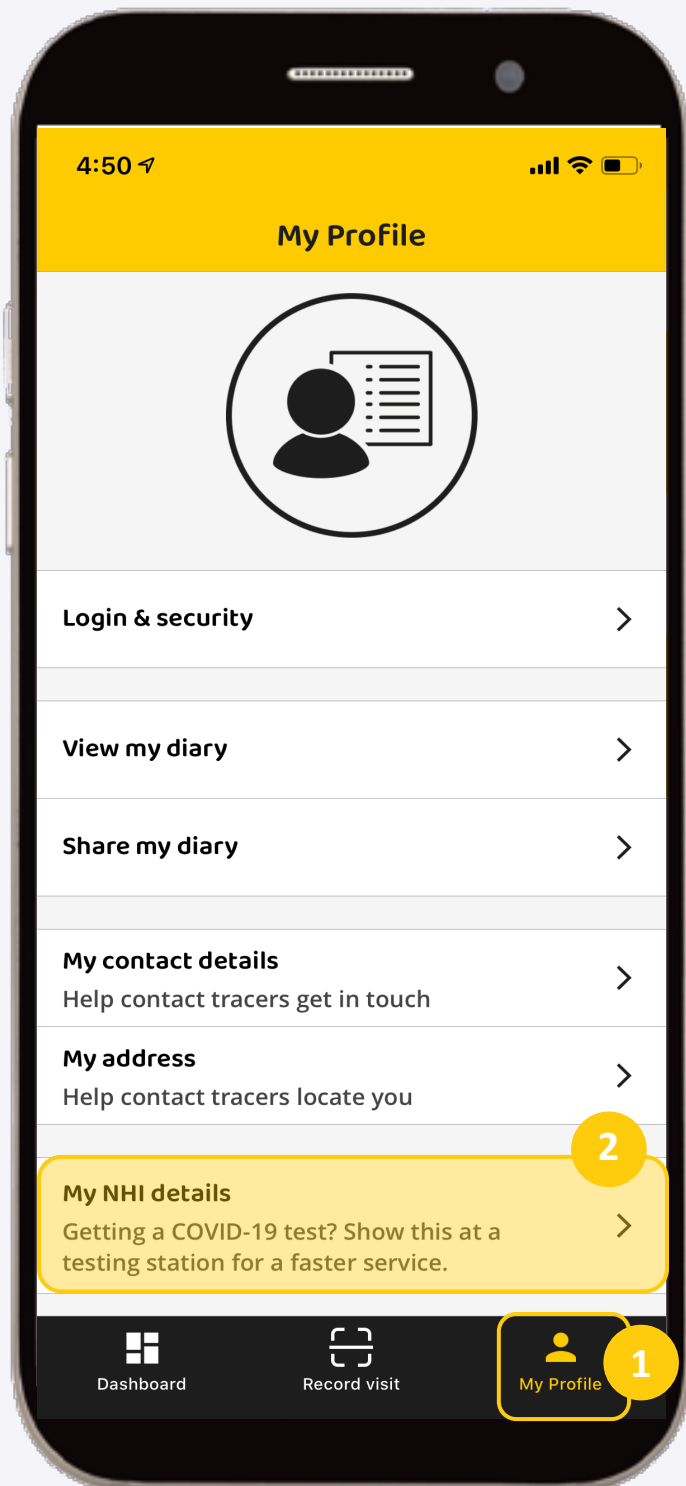 4:50
My Profile
Login & security
View my diary
Share my diary
My contact details
Help contact tracers get in touch
My address
Help contact tracers locate you
2
My NHI details
Getting a COVID-19 test? Show this at a
testing station for a faster service.
Dashboard
Record visit
My Profile
1